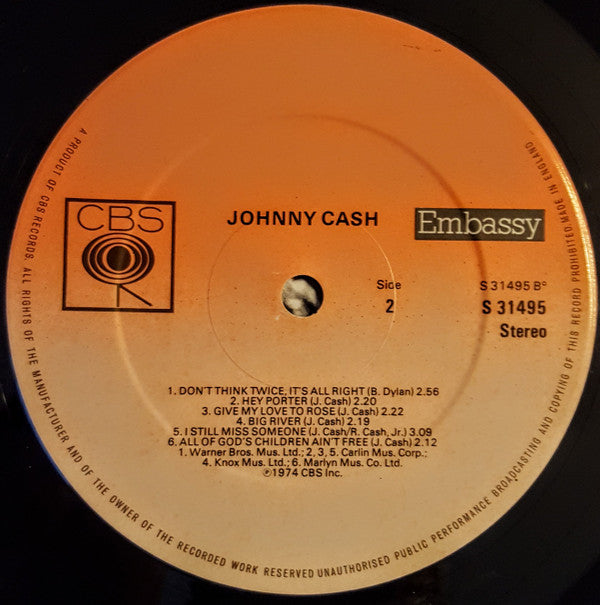 CBS
JOHNNY CASH
Embassy
Side
2
S 31495 B°
S 31495
Stereo
1. DON'T THINK TWICE, IT'S ALL RIGHT (B. Dylan) 2.56
2. HEY PORTER (J. Cash) 2.20
3. GIVE MY LOVE TO ROSE (J. Cash) 2.22
4. BIG RIVER (J. Cash) 2.19
5. I STILL MISS SOMEONE (J. Cash/R. Cash, Jr.) 3.09
6. ALL OF GOD'S CHILDREN AIN'T FREE (J. Cash) 2.12
1. Warner Bros. Mus. Ltd.; 2, 3, 5. Carlin Mus. Corp.;
4. Knox Mus. Ltd.; 6. Marlyn Mus. Co. Ltd.
℗1974 CBS Inc.
A PRODUCT OF CBS RECORDS. ALL RIGHTS OF THE MANUFACTURER AND OF THE OWNER OF THE RECORDED WORK RESERVED UNAUTHORISED PUBLIC PERFORMANCE BROADCASTING AND COPYING OF THIS RECORD PROHIBITED. MADE IN ENGLAND